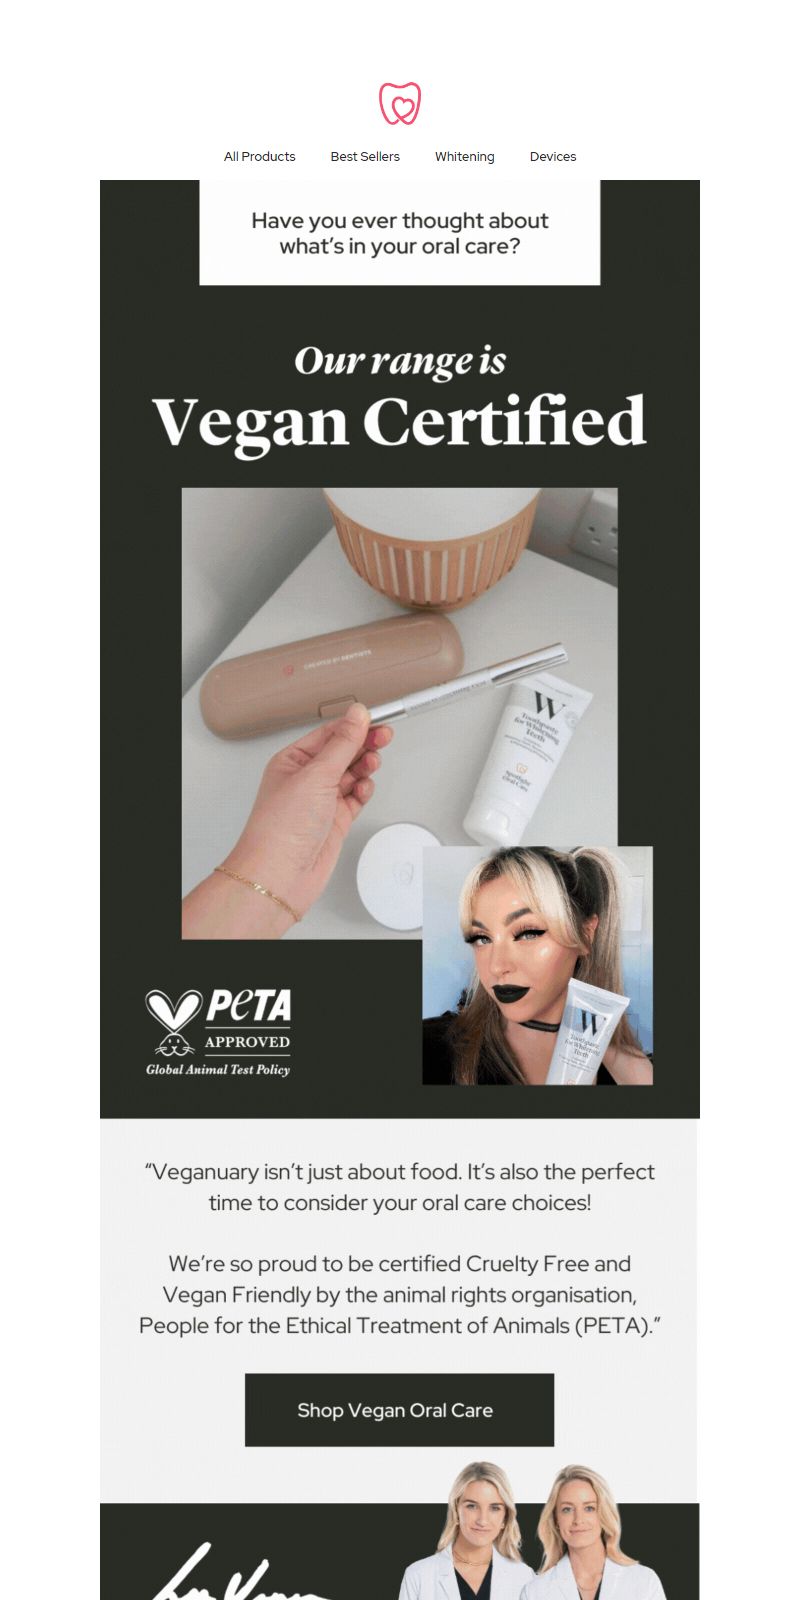 All Products Best Sellers Whitening Devices
Have you ever thought about
what's in your oral care?
Our range is
Vegan Certified
CREATED BY DENTISTS
Teeth Whitening Pen
W
Toothpaste
for Whitening
Teeth
Spotlight
Oral Care
W
Toothpaste
for Whitening
Teeth
PETA
APPROVED
Global Animal Test Policy
“Veganuary isn’t just about food. It’s also the perfect
time to consider your oral care choices!
We’re so proud to be certified Cruelty Free and
Vegan Friendly by the animal rights organisation,
People for the Ethical Treatment of Animals (PETA).”
Shop Vegan Oral Care